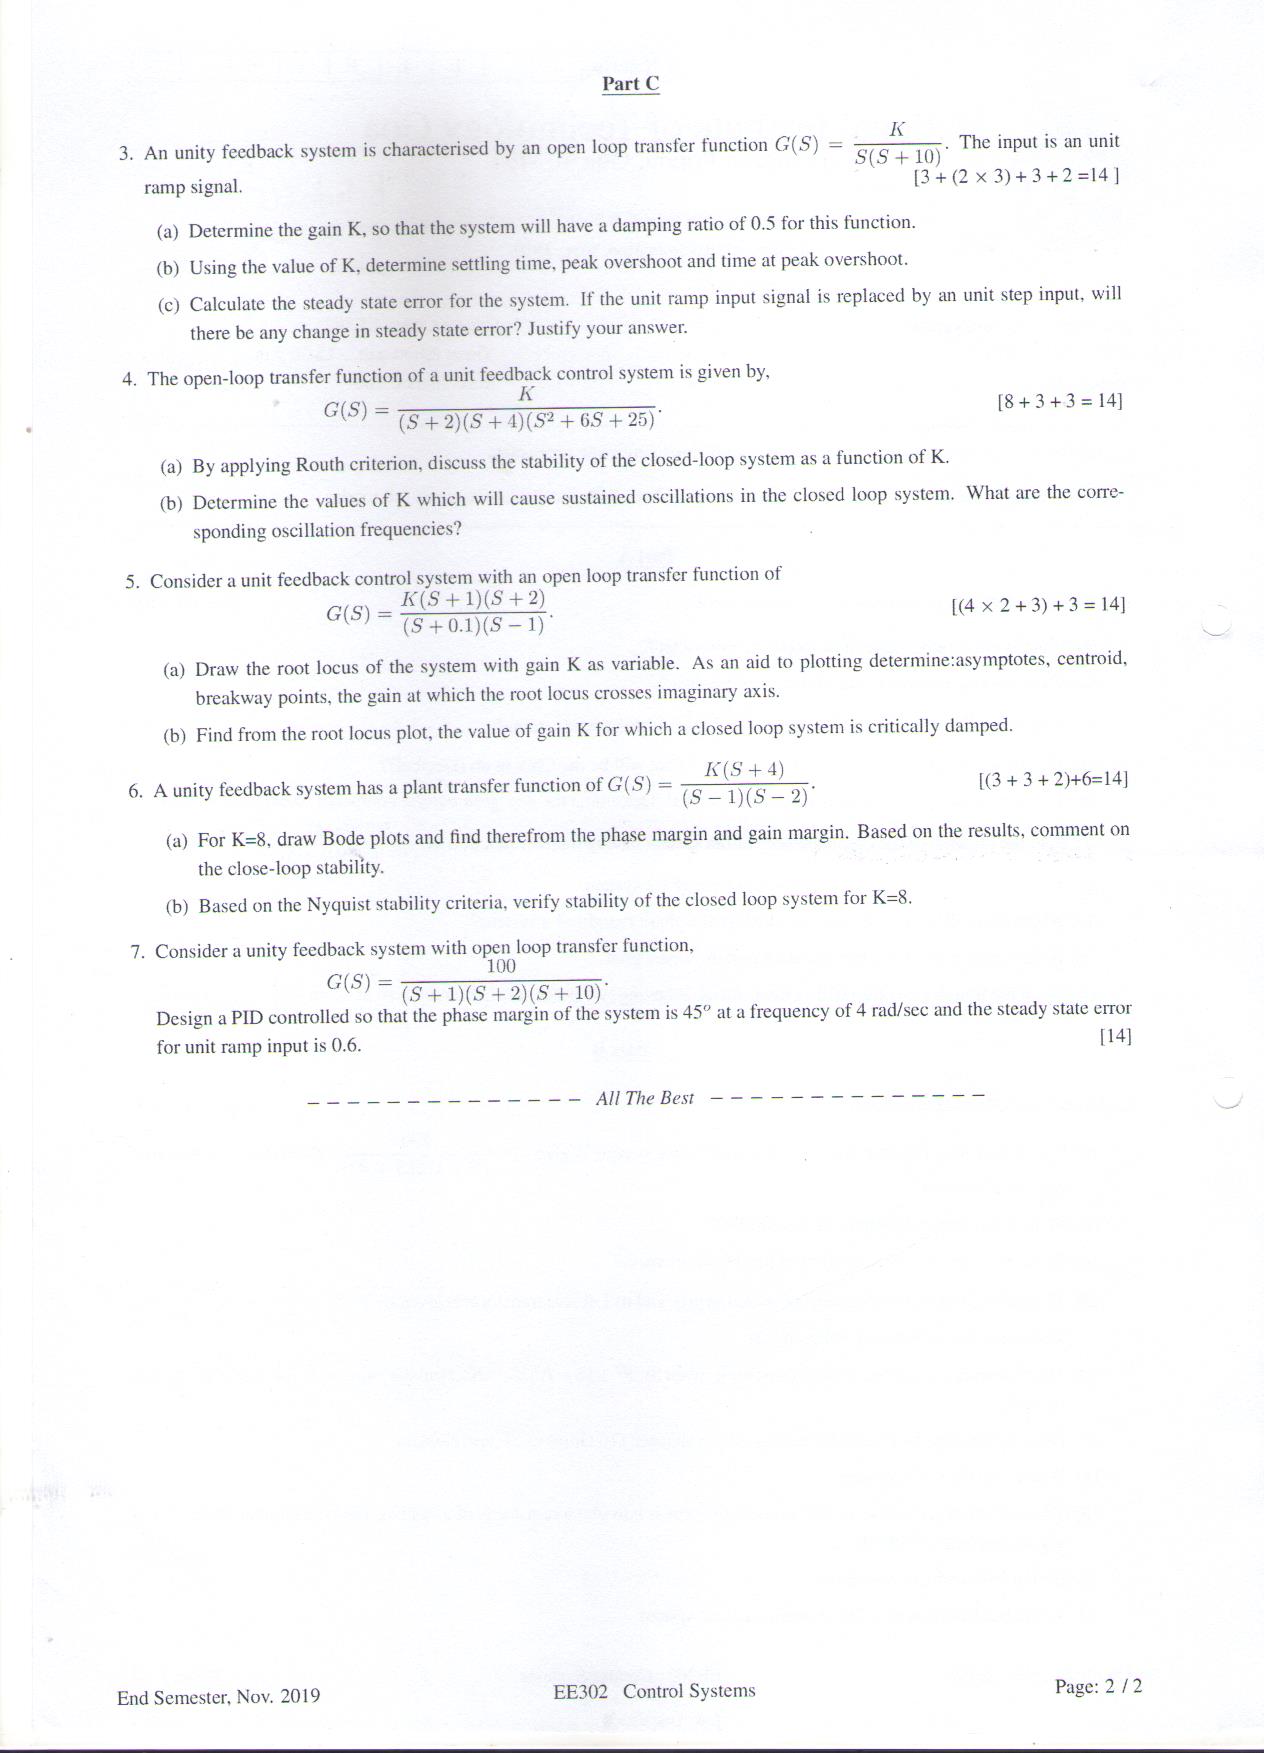 Part C
3. An unity feedback system is characterised by an open loop transfer function G(S) = K / S(S + 10). The input is an unit
ramp signal. [3 + (2 × 3) + 3 + 2 =14 ]
(a) Determine the gain K, so that the system will have a damping ratio of 0.5 for this function.
(b) Using the value of K, determine settling time, peak overshoot and time at peak overshoot.
(c) Calculate the steady state error for the system. If the unit ramp input signal is replaced by an unit step input, will
there be any change in steady state error? Justify your answer.
4. The open-loop transfer function of a unit feedback control system is given by,
G(S) = K / (S + 2)(S + 4)(S² + 6S + 25). [8 + 3 + 3 = 14]
(a) By applying Routh criterion, discuss the stability of the closed-loop system as a function of K.
(b) Determine the values of K which will cause sustained oscillations in the closed loop system. What are the corre-
sponding oscillation frequencies?
5. Consider a unit feedback control system with an open loop transfer function of
G(S) = K(S + 1)(S + 2) / (S + 0.1)(S − 1). [(4 × 2 + 3) + 3 = 14]
(a) Draw the root locus of the system with gain K as variable. As an aid to plotting determine:asymptotes, centroid,
breakway points, the gain at which the root locus crosses imaginary axis.
(b) Find from the root locus plot, the value of gain K for which a closed loop system is critically damped.
6. A unity feedback system has a plant transfer function of G(S) = K(S + 4) / (S − 1)(S − 2). [(3 + 3 + 2)+6=14]
(a) For K=8, draw Bode plots and find therefrom the phase margin and gain margin. Based on the results, comment on
the close-loop stability.
(b) Based on the Nyquist stability criteria, verify stability of the closed loop system for K=8.
7. Consider a unity feedback system with open loop transfer function,
G(S) = 100 / (S + 1)(S + 2)(S + 10).
Design a PID controlled so that the phase margin of the system is 45° at a frequency of 4 rad/sec and the steady state error
for unit ramp input is 0.6. [14]
– – – – – – – – – – – – – – All The Best – – – – – – – – – – – – – –
End Semester, Nov. 2019 EE302 Control Systems Page: 2 / 2